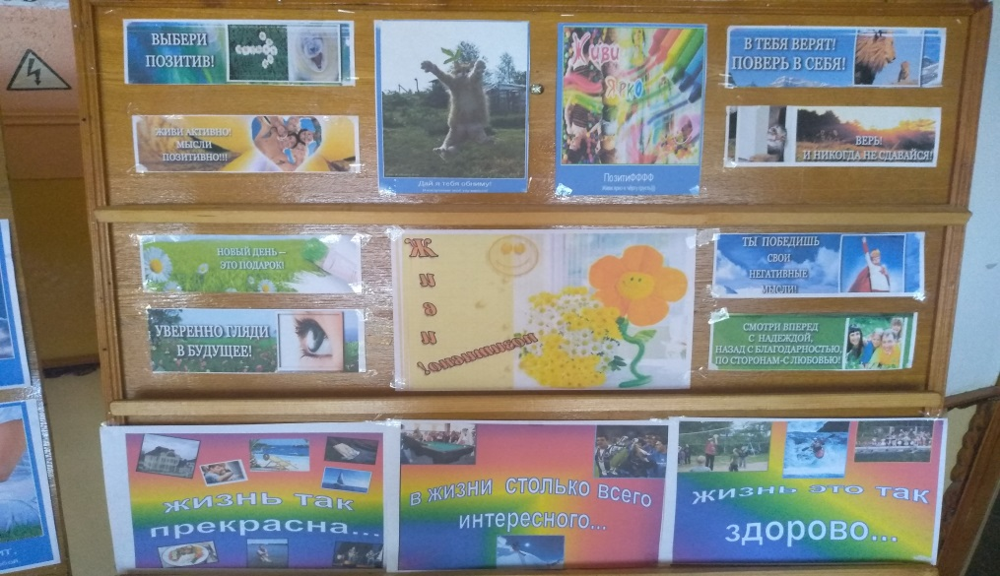 ВЫБЕРИ
ПОЗИТИВ!
ЖИВИ АКТИВНО!
МЫСЛИ
ПОЗИТИВНО!!!
Дай я тебя обниму!
Живи
ЯРКО
ПозитиФФФФ
В ТЕБЯ ВЕРЯТ!
ПОВЕРЬ В СЕБЯ!
ВЕРЬ!
И НИКОГДА НЕ СДАВАЙСЯ!
НОВЫЙ ДЕНЬ –
ЭТО ПОДАРОК!
УВЕРЕННО ГЛЯДИ
В БУДУЩЕЕ!
Живи
позитивно!
ТЫ ПОБЕДИШЬ
СВОИ
НЕГАТИВНЫЕ
МЫСЛИ!
СМОТРИ ВПЕРЕД
С НАДЕЖДОЙ,
НАЗАД С БЛАГОДАРНОСТЬЮ,
ПО СТОРОНАМ-С ЛЮБОВЬЮ!
жизнь так
прекрасна...
в жизни столько всего
интересного...
жизнь это так
здорово...